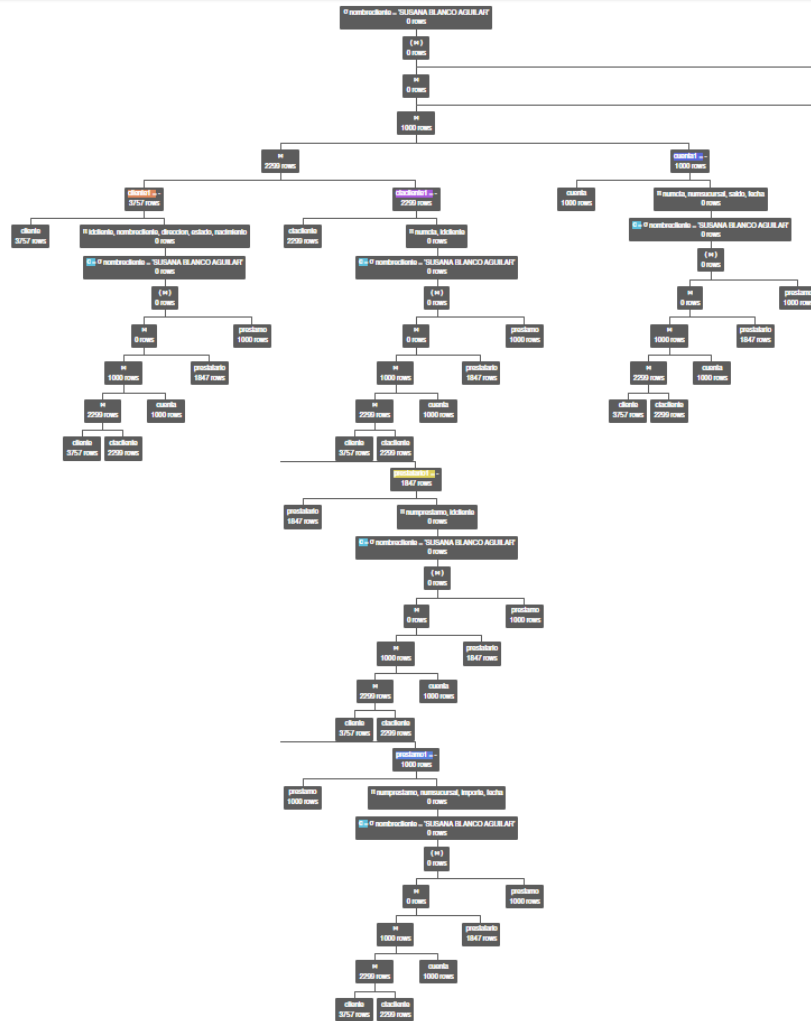 σ nombrecliente = 'SUSANA BLANCO AGUILAR'
0 rows
(⋈)
0 rows
⋈
0 rows
⋈
1000 rows
⋈
2299 rows
cuenta1 = -
1000 rows
cliente1 = -
3757 rows
ctacliente1 = -
2299 rows
cuenta
1000 rows
π numcta, numsucursal, saldo, fecha
0 rows
cliente
3757 rows
π idcliente, nombrecliente, direccion, estado, nacimiento
0 rows
ctacliente
2299 rows
π numcta, idcliente
0 rows
σ nombrecliente = 'SUSANA BLANCO AGUILAR'
0 rows
σ nombrecliente = 'SUSANA BLANCO AGUILAR'
0 rows
σ nombrecliente = 'SUSANA BLANCO AGUILAR'
0 rows
(⋈)
0 rows
(⋈)
0 rows
(⋈)
0 rows
⋈
0 rows
prestamo
1000 rows
⋈
0 rows
prestamo
1000 rows
⋈
0 rows
prestamo
1000 rows
⋈
1000 rows
prestatario
1847 rows
⋈
1000 rows
prestatario
1847 rows
⋈
1000 rows
prestatario
1847 rows
⋈
2299 rows
cuenta
1000 rows
⋈
2299 rows
cuenta
1000 rows
⋈
2299 rows
cuenta
1000 rows
cliente
3757 rows
ctacliente
2299 rows
cliente
3757 rows
ctacliente
2299 rows
cliente
3757 rows
ctacliente
2299 rows
prestatario1 = -
1847 rows
prestatario
1847 rows
π numprestamo, idcliente
0 rows
σ nombrecliente = 'SUSANA BLANCO AGUILAR'
0 rows
(⋈)
0 rows
⋈
0 rows
prestamo
1000 rows
⋈
1000 rows
prestatario
1847 rows
⋈
2299 rows
cuenta
1000 rows
cliente
3757 rows
ctacliente
2299 rows
prestamo1 = -
1000 rows
prestamo
1000 rows
π numprestamo, numsucursal, importe, fecha
0 rows
σ nombrecliente = 'SUSANA BLANCO AGUILAR'
0 rows
(⋈)
0 rows
⋈
0 rows
prestamo
1000 rows
⋈
1000 rows
prestatario
1847 rows
⋈
2299 rows
cuenta
1000 rows
cliente
3757 rows
ctacliente
2299 rows